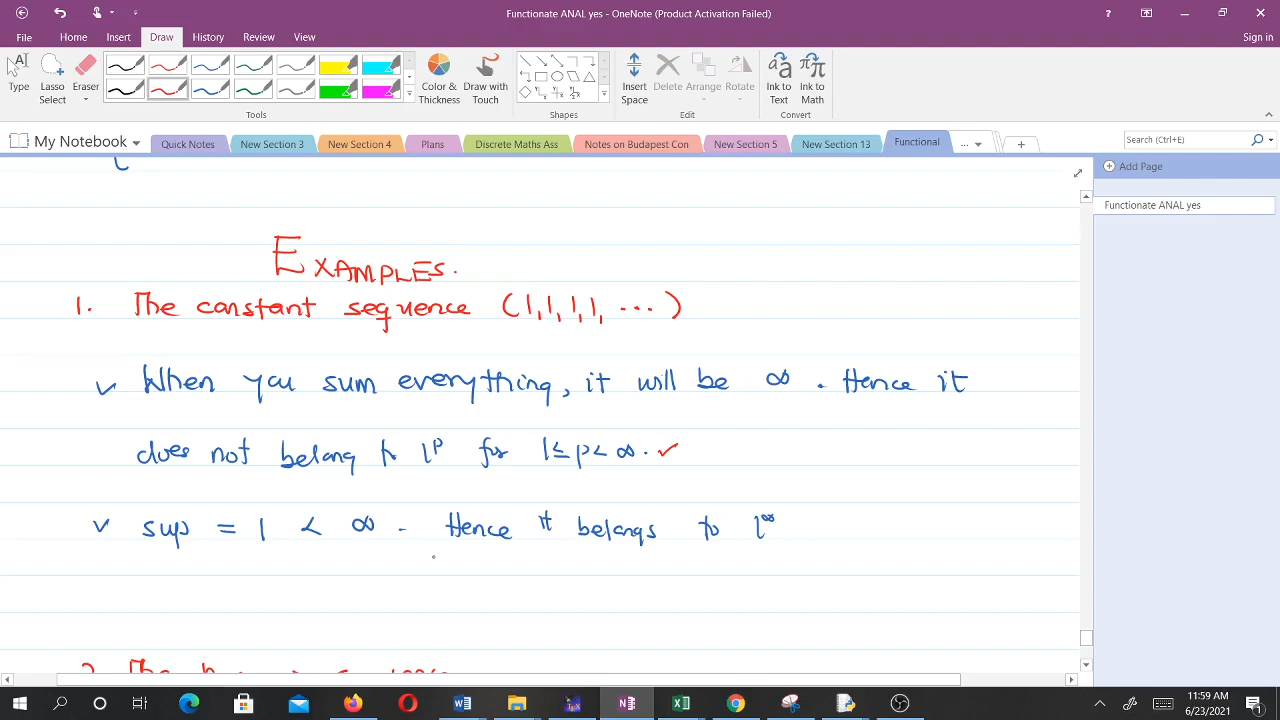 Functionate ANAL yes - OneNote (Product Activation Failed)
File Home Insert Draw History Review View Sign in
Type Lasso Select Eraser Color & Thickness Draw with Touch Insert Space Delete Arrange Rotate Ink to Text Ink to Math
Tools Shapes Edit Convert
My Notebook Quick Notes New Section 3 New Section 4 Plans Discrete Maths Ass Notes on Budapest Con New Section 5 New Section 13 Functional ... Search (Ctrl+E)
Add Page
Functionate ANAL yes
EXAMPLES.
1. The constant sequence (1,1,1,1, ...)
When you sum everything, it will be ∞. Hence it
does not belong to l^p for 1≤p<∞. ✓
sup = 1 < ∞. Hence it belongs to l^∞
11:59 AM
6/23/2021